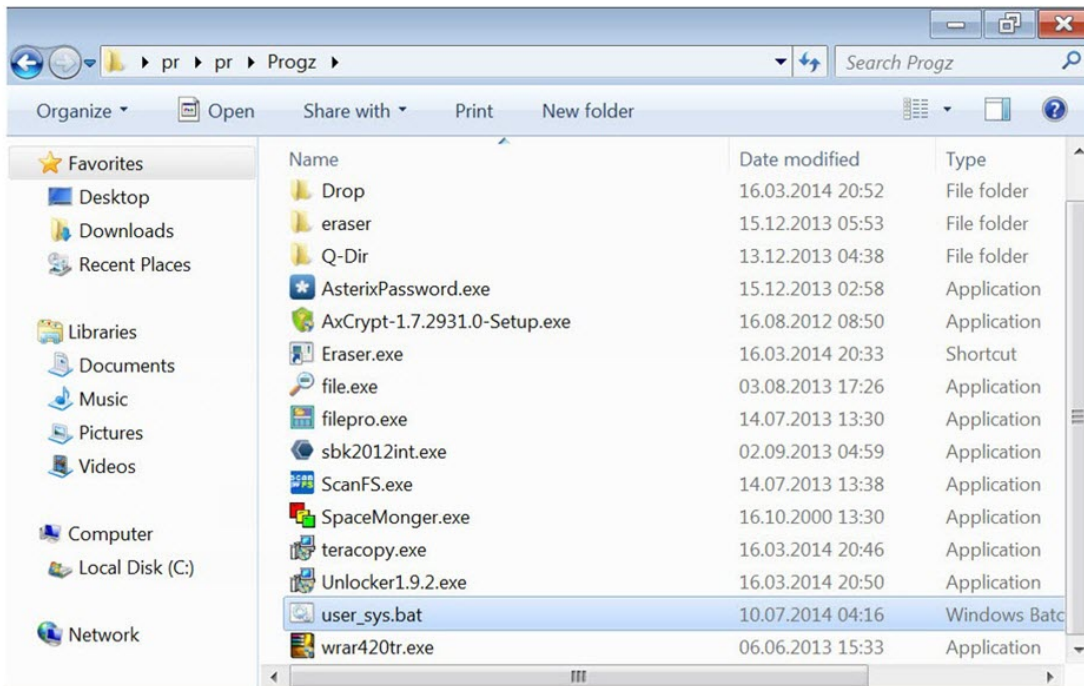 pr pr Progz Search Progz
Organize Open Share with Print New folder
Favorites
Desktop
Downloads
Recent Places
Libraries
Documents
Music
Pictures
Videos
Computer
Local Disk (C:)
Network
Name Date modified Type
Drop 16.03.2014 20:52 File folder
eraser 15.12.2013 05:53 File folder
Q-Dir 13.12.2013 04:38 File folder
AsterixPassword.exe 15.12.2013 02:58 Application
AxCrypt-1.7.2931.0-Setup.exe 16.08.2012 08:50 Application
Eraser.exe 16.03.2014 20:33 Shortcut
file.exe 03.08.2013 17:26 Application
filepro.exe 14.07.2013 13:30 Application
sbk2012int.exe 02.09.2013 04:59 Application
ScanFS.exe 14.07.2013 13:38 Application
SpaceMonger.exe 16.10.2000 13:30 Application
teracopy.exe 16.03.2014 20:46 Application
Unlocker1.9.2.exe 16.03.2014 20:50 Application
user_sys.bat 10.07.2014 04:16 Windows Batc
wrar420tr.exe 06.06.2013 15:33 Application